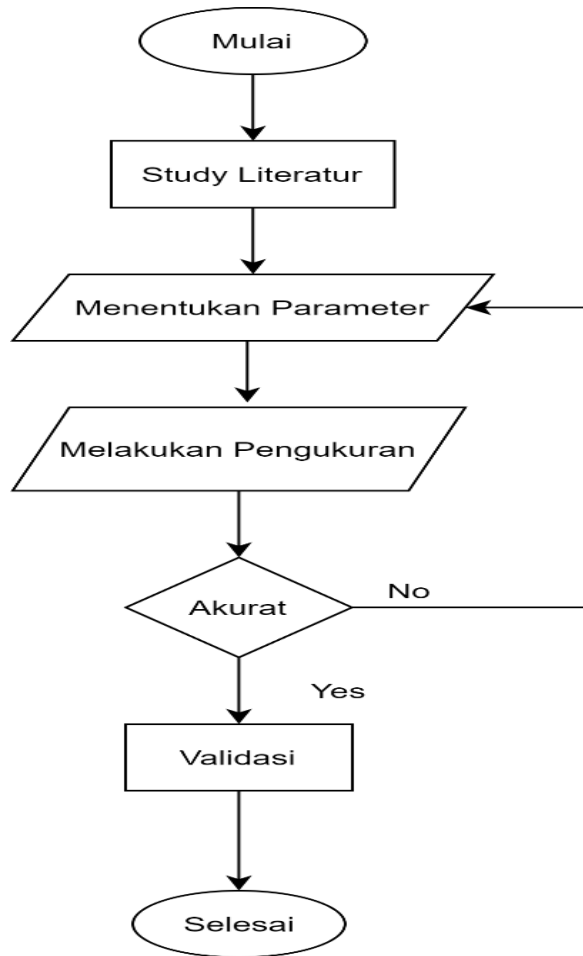 Mulai
Study Literatur
Menentukan Parameter
Melakukan Pengukuran
Akurat
No
Yes
Validasi
Selesai